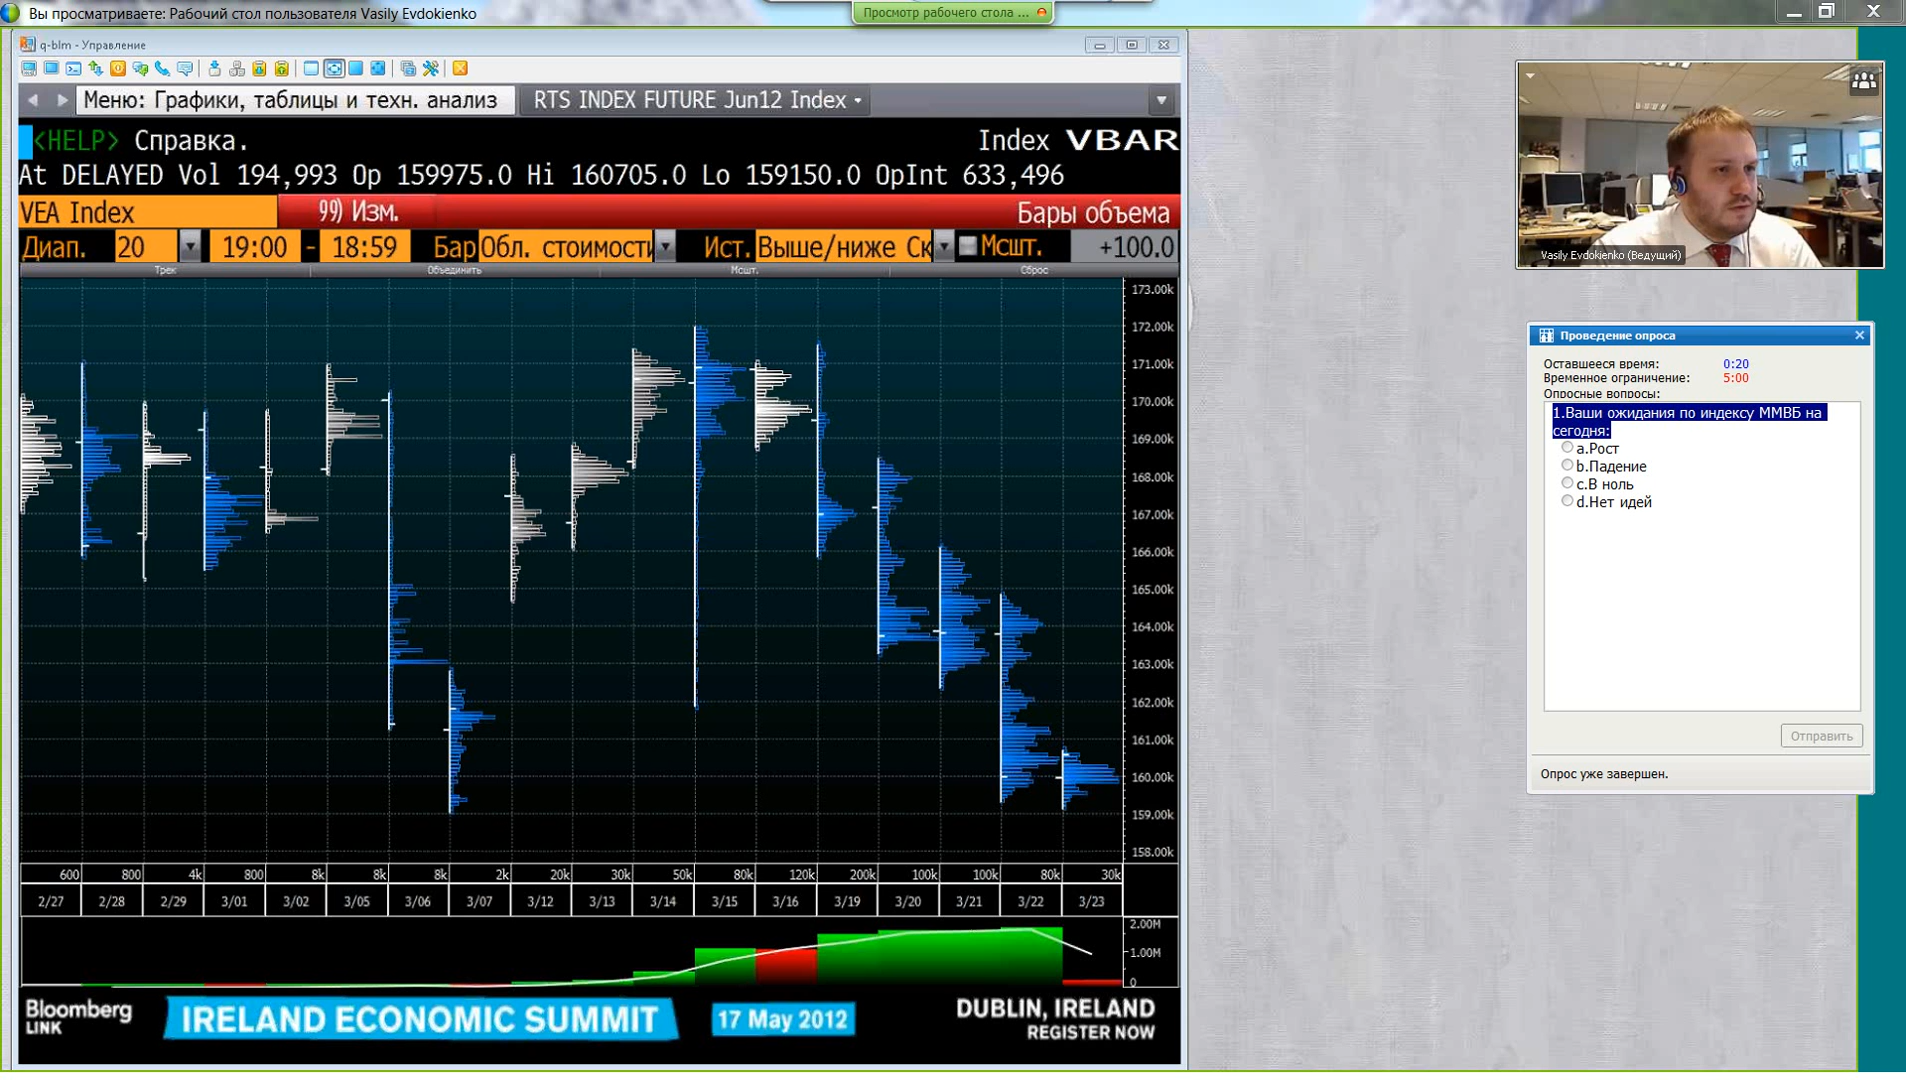 Вы просматриваете: Рабочий стол пользователя Vasily Evdokienko
Просмотр рабочего стола ...
q-blm - Управление
Меню: Графики, таблицы и техн. анализ
RTS INDEX FUTURE Jun12 Index
<HELP> Справка.
Index VBAR
At DELAYED Vol 194,993 Op 159975.0 Hi 160705.0 Lo 159150.0 OpInt 633,496
VEA Index 99) Изм. Бары объема
Диап. 20 19:00 - 18:59 Бар Обл. стоимости Ист. Выше/ниже Ск Мсшт. +100.0
Трек Объединить Мсшт. Сброс
173.00k
172.00k
171.00k
170.00k
169.00k
168.00k
167.00k
166.00k
165.00k
164.00k
163.00k
162.00k
161.00k
160.00k
159.00k
158.00k
600 800 4k 800 8k 8k 8k 2k 20k 30k 50k 80k 120k 200k 100k 100k 80k 30k
2/27 2/28 2/29 3/01 3/02 3/05 3/06 3/07 3/12 3/13 3/14 3/15 3/16 3/19 3/20 3/21 3/22 3/23
2.00M
1.00M
0
Bloomberg
LINK
IRELAND ECONOMIC SUMMIT
17 May 2012
DUBLIN, IRELAND
REGISTER NOW
Vasily Evdokienko (Ведущий)
Проведение опроса
Оставшееся время: 0:20
Временное ограничение: 5:00
Опросные вопросы:
1.Ваши ожидания по индексу ММВБ на
сегодня:
a.Рост
b.Падение
c.В ноль
d.Нет идей
Отправить
Опрос уже завершен.